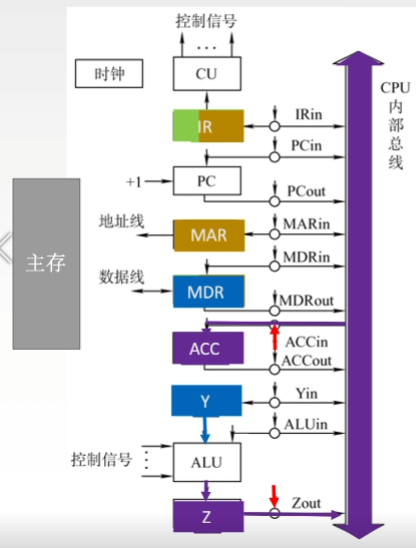 控制信号
...
时钟
CU
CPU
内
部
总
线
IR
IRin
PCin
+1
PC
PCout
地址线
MAR
MARin
主存
MDRin
数据线
MDR
MDRout
ACC
ACCin
ACCout
Y
Yin
ALUin
控制信号
ALU
Z
Zout